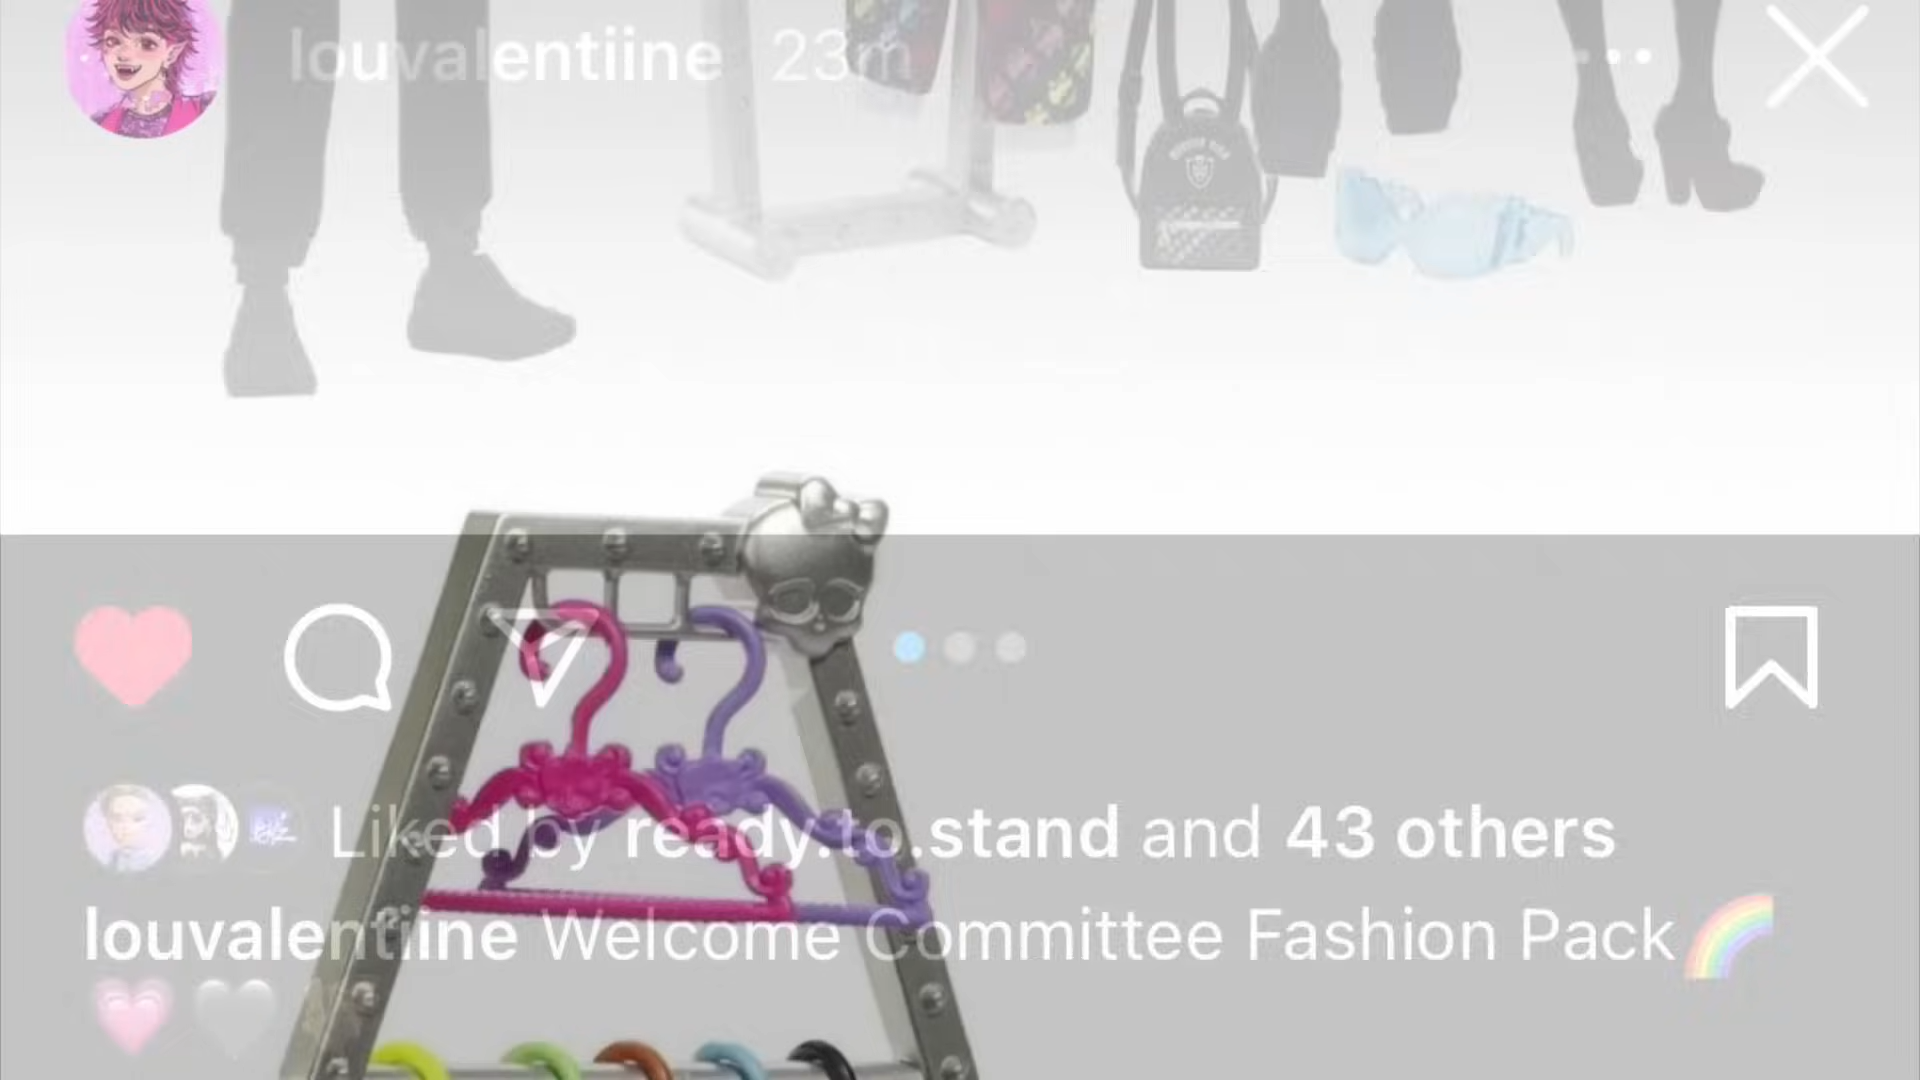 louvalentiine 23m
Liked by ready.to.stand and 43 others
louvalentiine Welcome Committee Fashion Pack🌈
💗🤍